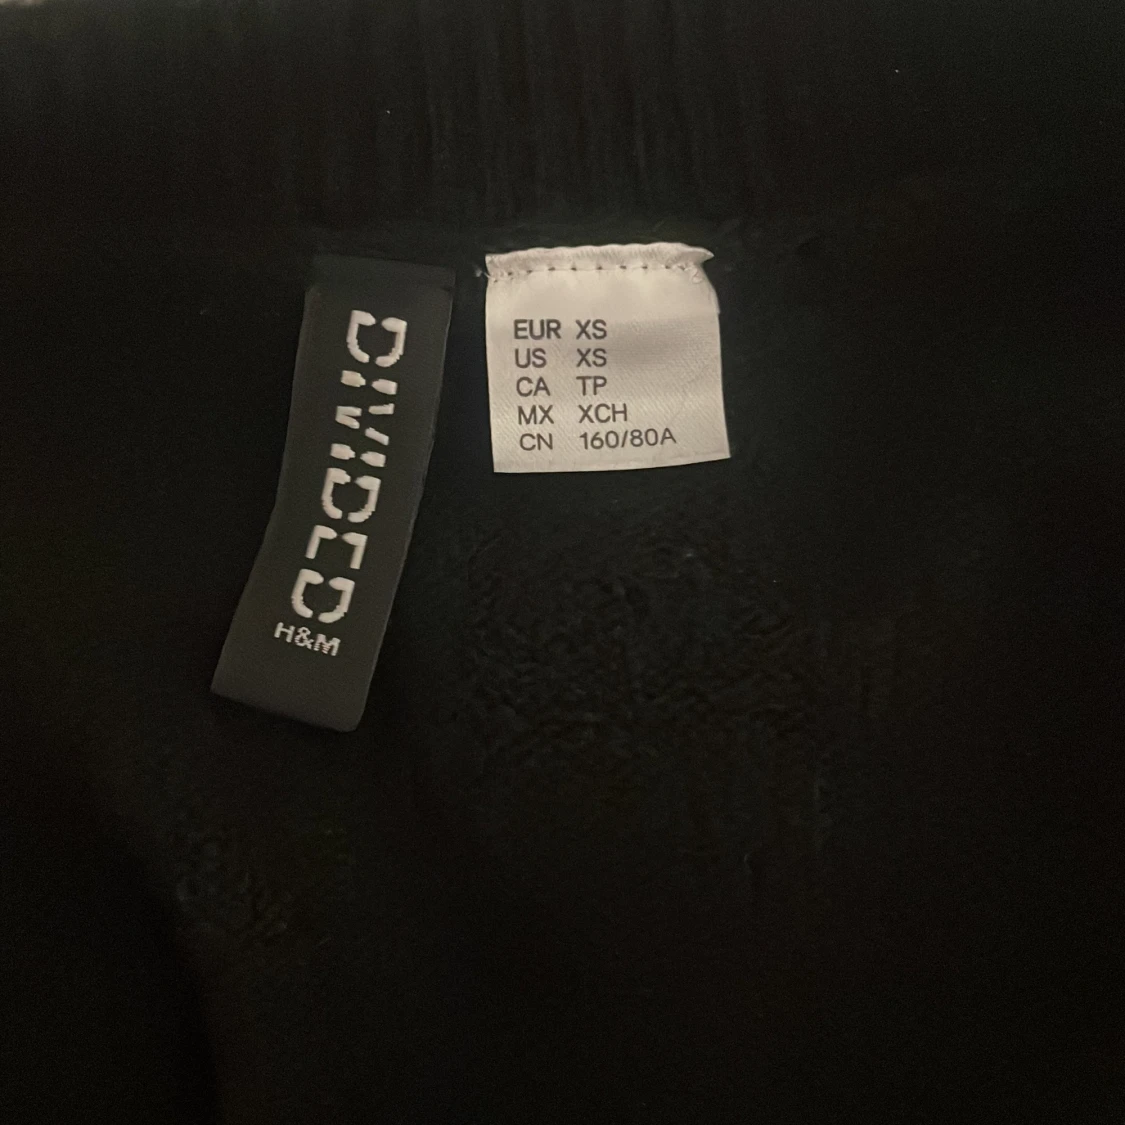 DIVIDED
H&M
EUR XS
US XS
CA TP
MX XCH
CN 160/80A